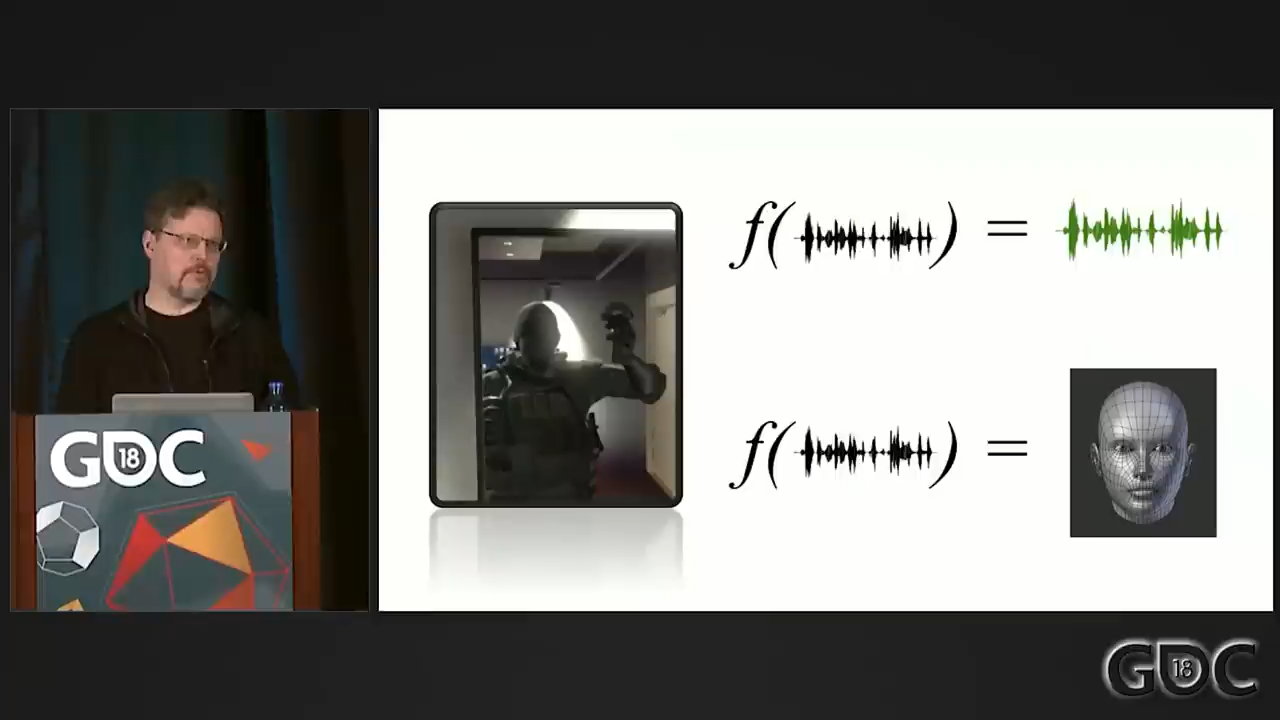 GDC
18
f( ) =
f( ) =
GDC
18